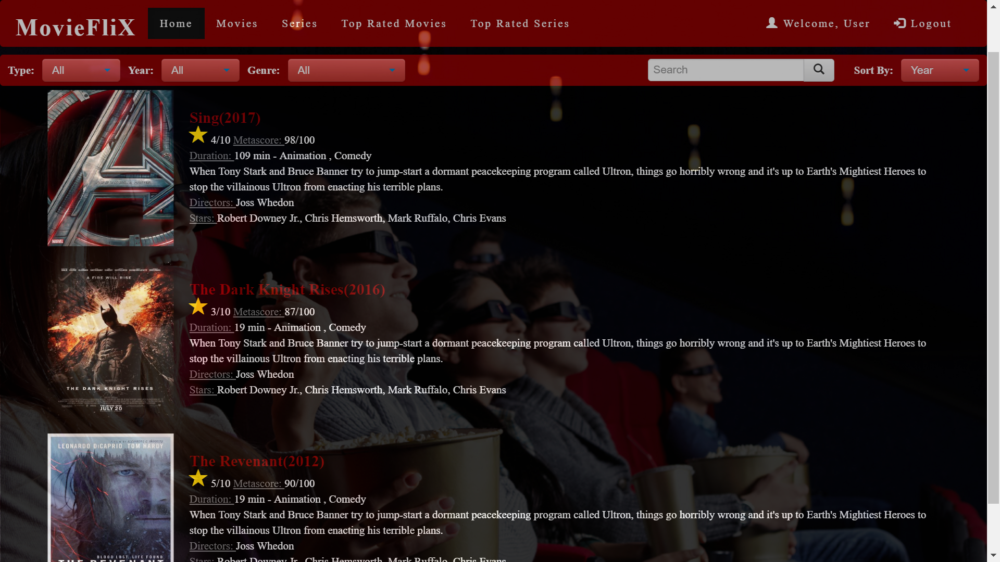 MovieFliX Home Movies Series Top Rated Movies Top Rated Series Welcome, User Logout
Type: All Year: All Genre: All Search Sort By: Year
MARVEL
Sing(2017)
4/10 Metascore: 98/100
Duration: 109 min - Animation , Comedy
When Tony Stark and Bruce Banner try to jump-start a dormant peacekeeping program called Ultron, things go horribly wrong and it's up to Earth's Mightiest Heroes to
stop the villainous Ultron from enacting his terrible plans.
Directors: Joss Whedon
Stars: Robert Downey Jr., Chris Hemsworth, Mark Ruffalo, Chris Evans
A FIRE WILL RISE
THE DARK KNIGHT RISES
JULY 20
The Dark Knight Rises(2016)
3/10 Metascore: 87/100
Duration: 19 min - Animation , Comedy
When Tony Stark and Bruce Banner try to jump-start a dormant peacekeeping program called Ultron, things go horribly wrong and it's up to Earth's Mightiest Heroes to
stop the villainous Ultron from enacting his terrible plans.
Directors: Joss Whedon
Stars: Robert Downey Jr., Chris Hemsworth, Mark Ruffalo, Chris Evans
LEONARDO DiCAPRIO TOM HARDY
BLOOD LOST. LIFE FOUND.
THE REVENANT
The Revenant(2012)
5/10 Metascore: 90/100
Duration: 19 min - Animation , Comedy
When Tony Stark and Bruce Banner try to jump-start a dormant peacekeeping program called Ultron, things go horribly wrong and it's up to Earth's Mightiest Heroes to
stop the villainous Ultron from enacting his terrible plans.
Directors: Joss Whedon
Stars: Robert Downey Jr., Chris Hemsworth, Mark Ruffalo, Chris Evans